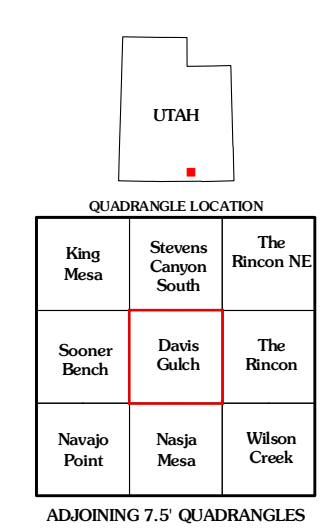 UTAH
QUADRANGLE LOCATION
King
Mesa
Stevens
Canyon
South
The
Rincon NE
Sooner
Bench
Davis
Gulch
The
Rincon
Navajo
Point
Nasja
Mesa
Wilson
Creek
ADJOINING 7.5' QUADRANGLES